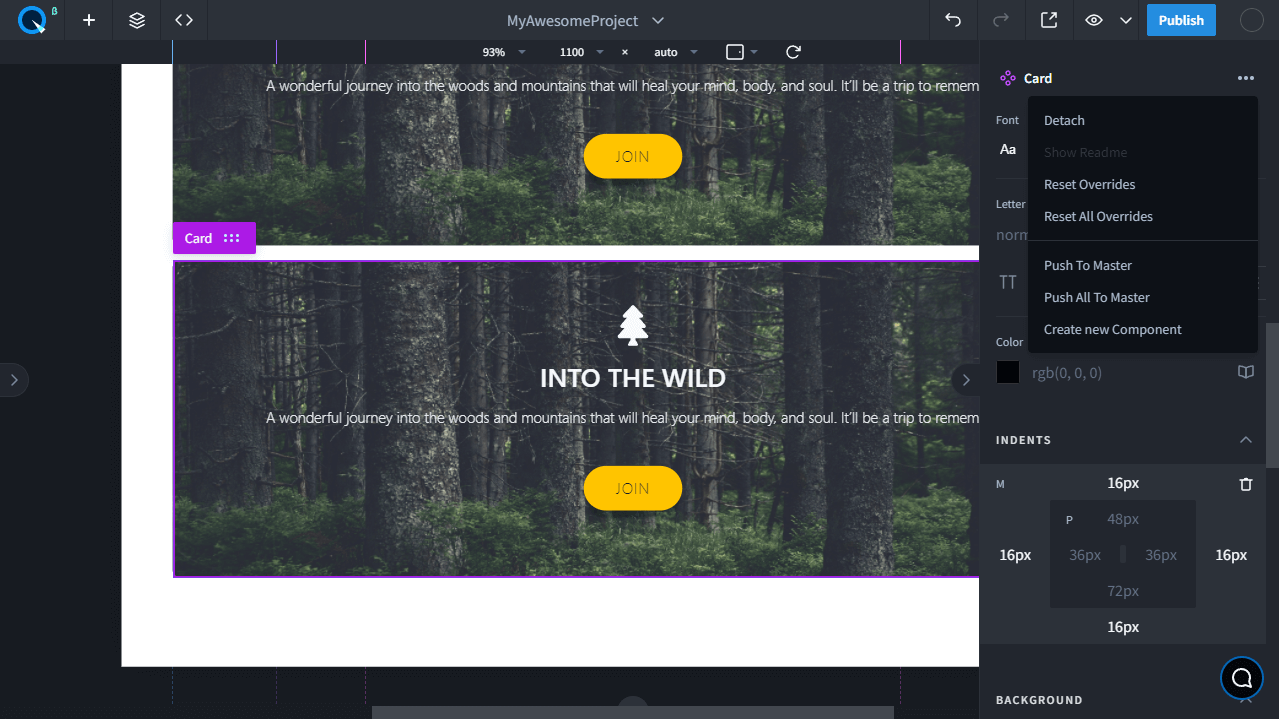 β
MyAwesomeProject
Publish
93%
1100
×
auto
Card
A wonderful journey into the woods and mountains that will heal your mind, body, and soul. It'll be a trip to remem
JOIN
Card
INTO THE WILD
A wonderful journey into the woods and mountains that will heal your mind, body, and soul. It'll be a trip to remem
JOIN
Font
Aa
Letter
norm
TT
Detach
Show Readme
Reset Overrides
Reset All Overrides
Push To Master
Push All To Master
Create new Component
Color
rgb(0, 0, 0)
INDENTS
M
16px
P
48px
16px
36px
36px
16px
72px
16px
BACKGROUND